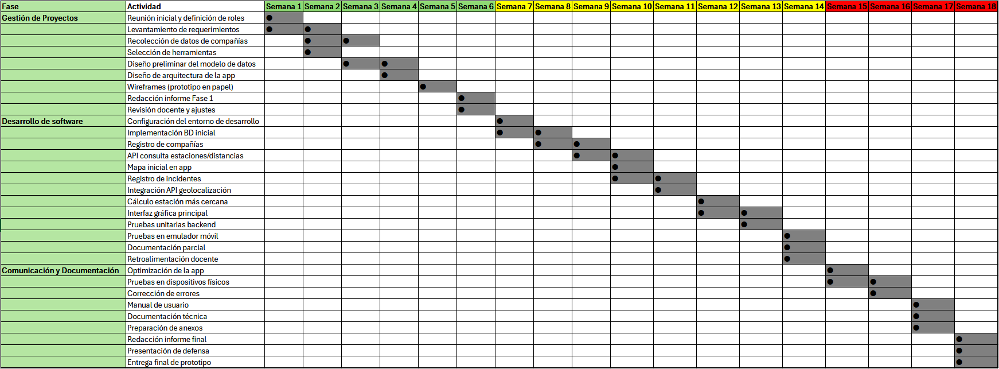 Fase Actividad Semana 1 Semana 2 Semana 3 Semana 4 Semana 5 Semana 6 Semana 7 Semana 8 Semana 9 Semana 10 Semana 11 Semana 12 Semana 13 Semana 14 Semana 15 Semana 16 Semana 17 Semana 18
Gestión de Proyectos Reunión inicial y definición de roles ●
Levantamiento de requerimientos ● ●
Recolección de datos de compañías ● ●
Selección de herramientas ●
Diseño preliminar del modelo de datos ● ●
Diseño de arquitectura de la app ●
Wireframes (prototipo en papel) ●
Redacción informe Fase 1 ●
Revisión docente y ajustes ●
Desarrollo de software Configuración del entorno de desarrollo ●
Implementación BD inicial ● ●
Registro de compañías ● ●
API consulta estaciones/distancias ● ●
Mapa inicial en app ●
Registro de incidentes ● ●
Integración API geolocalización ●
Cálculo estación más cercana ●
Interfaz gráfica principal ● ●
Pruebas unitarias backend ●
Pruebas en emulador móvil ●
Documentación parcial ●
Retroalimentación docente ●
Comunicación y Documentación Optimización de la app ●
Pruebas en dispositivos físicos ● ●
Corrección de errores ●
Manual de usuario ●
Documentación técnica ●
Preparación de anexos ●
Redacción informe final ●
Presentación de defensa ●
Entrega final de prototipo ●